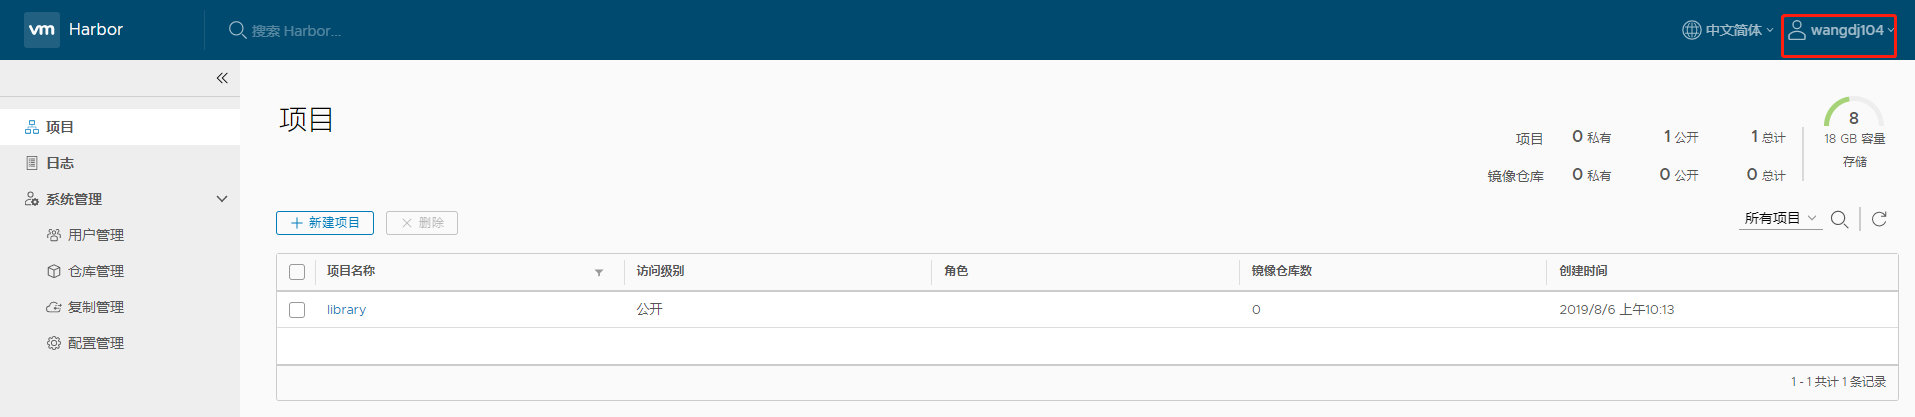 vm Harbor 搜索 Harbor... 中文简体 wangdj104
项目
日志
系统管理
用户管理
仓库管理
复制管理
配置管理
项目
项目 0 私有 1 公开 1 总计
镜像仓库 0 私有 0 公开 0 总计
8
18 GB 容量
存储
新建项目 删除 所有项目
项目名称 访问级别 角色 镜像仓库数 创建时间
library 公开 0 2019/8/6 上午10:13
1 - 1 共计 1 条记录